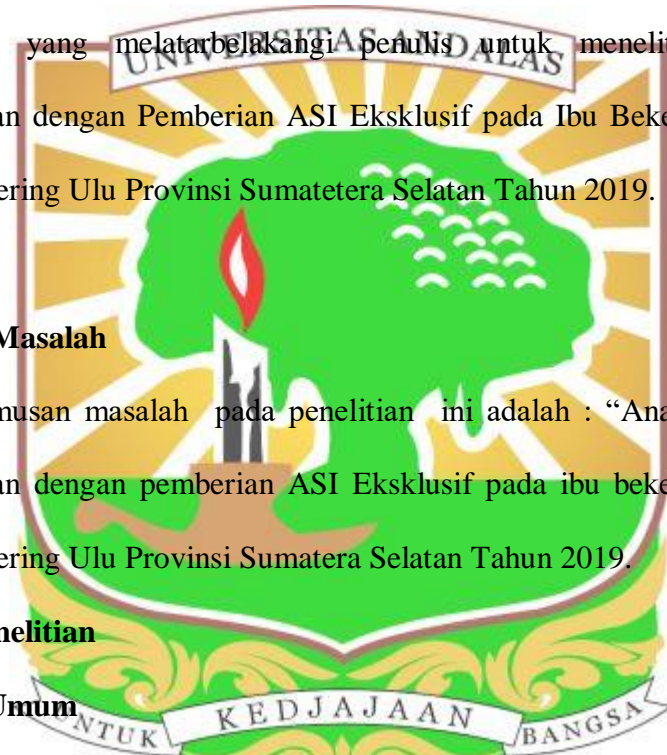 yang melatarbelakangi penulis untuk menelit
UNIVERSITAS ANDALAS
an dengan Pemberian ASI Eksklusif pada Ibu Beke
ering Ulu Provinsi Sumatetera Selatan Tahun 2019.
Masalah
musan masalah pada penelitian ini adalah : “Ana
an dengan pemberian ASI Eksklusif pada ibu beke
ering Ulu Provinsi Sumatera Selatan Tahun 2019.
nelitian
Umum
UNTUK KEDJAJAAN BANGSA